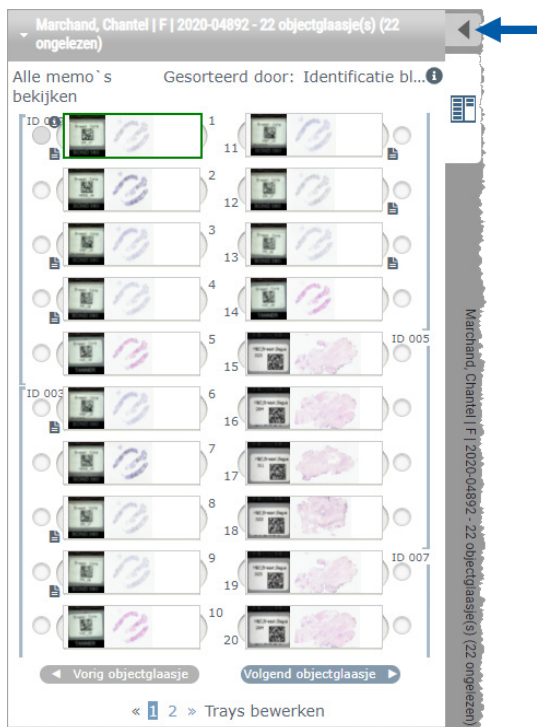 Marchand, Chantel | F | 2020-04892 - 22 objectglaasje(s) (22
ongelezen)
Alle memo`s
bekijken
Gesorteerd door: Identificatie bl...
ID 00
1
11
2
12
3
13
4
14
5
15
ID 005
ID 003
6
16
7
17
8
18
9
19
ID 007
10
20
Vorig objectglaasje
Volgend objectglaasje
« 1 2 » Trays bewerken
Marchand, Chantel | F | 2020-04892 - 22 objectglaasje(s) (22 ongelezen)